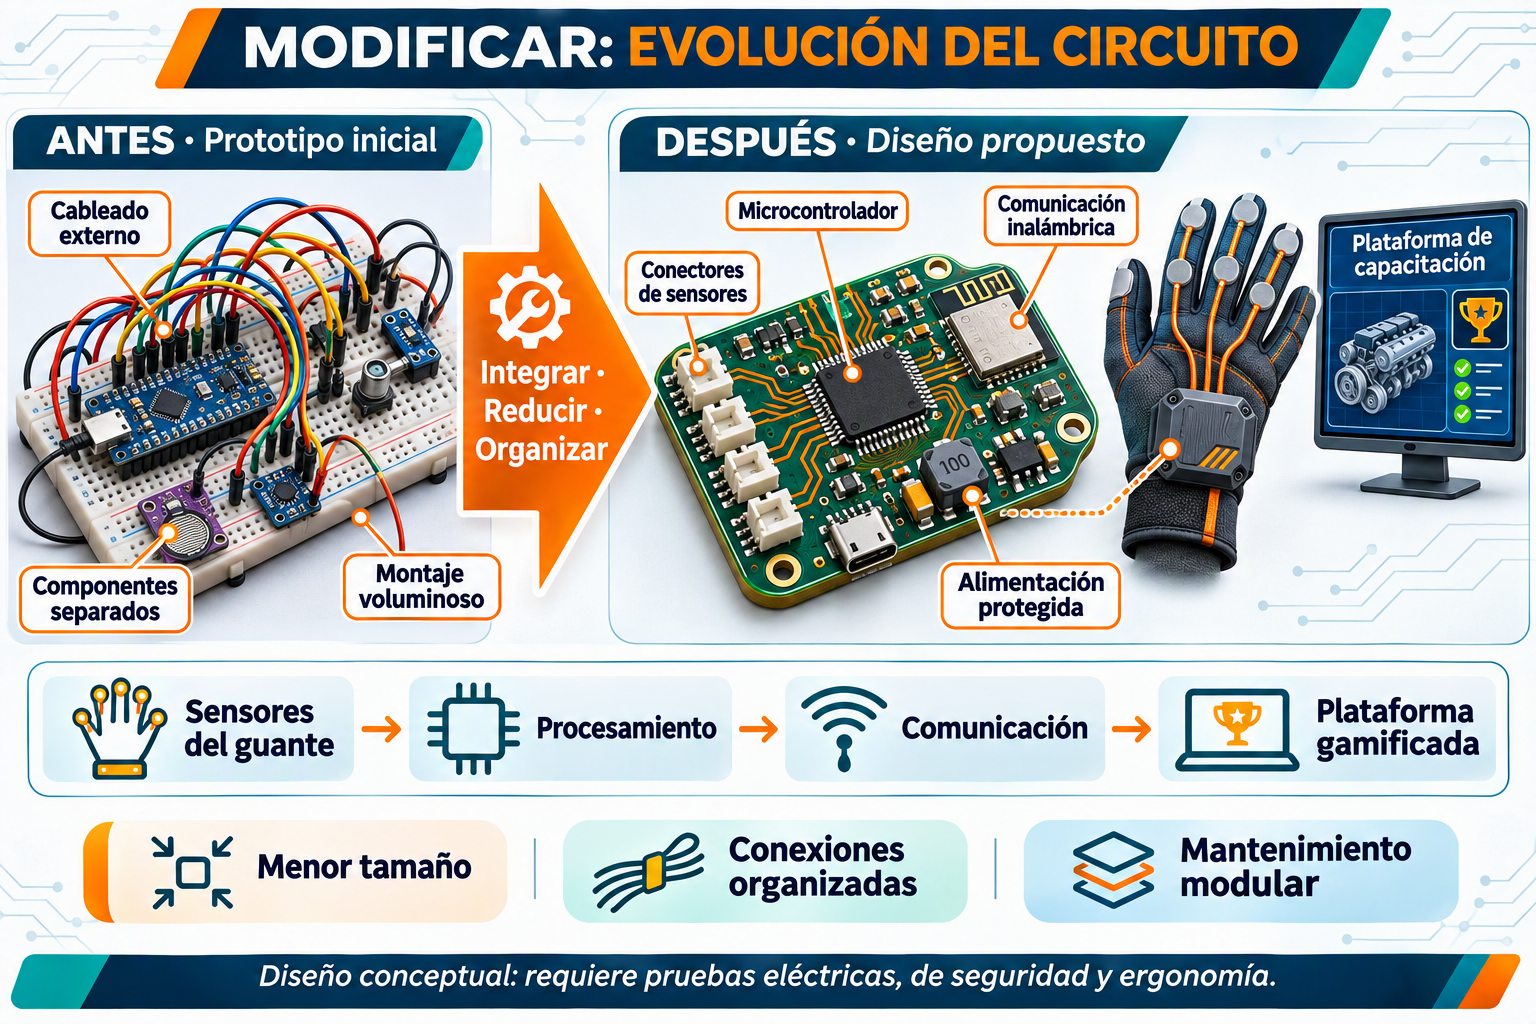 MODIFICAR: EVOLUCIÓN DEL CIRCUITO
ANTES · Prototipo inicial
Cableado
externo
Componentes
separados
Montaje
voluminoso
Integrar ·
Reducir ·
Organizar
DESPUÉS · Diseño propuesto
Microcontrolador
Comunicación
inalámbrica
Conectores
de sensores
100
Alimentación
protegida
Plataforma de
capacitación
Sensores
del guante
Procesamiento
Comunicación
Plataforma
gamificada
Menor tamaño
Conexiones
organizadas
Mantenimiento
modular
Diseño conceptual: requiere pruebas eléctricas, de seguridad y ergonomía.